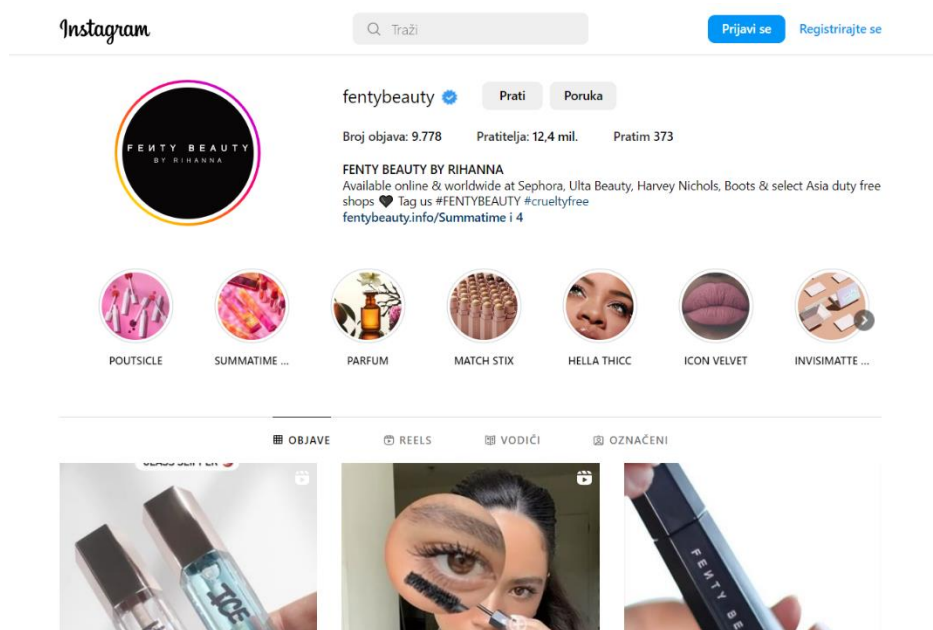 Instagram
Traži
Prijavi se
Registrirajte se
FENTY BEAUTY
BY RIHANNA
fentybeauty
Prati
Poruka
Broj objava: 9.778 Pratitelja: 12,4 mil. Pratim 373
FENTY BEAUTY BY RIHANNA
Available online & worldwide at Sephora, Ulta Beauty, Harvey Nichols, Boots & select Asia duty free
shops 🖤 Tag us #FENTYBEAUTY #crueltyfree
fentybeauty.info/Summatime i 4
POUTSICLE
SUMMATIME ...
PARFUM
MATCH STIX
HELLA THICC
ICON VELVET
INVISIMATTE ...
OBJAVE
REELS
VODIČI
OZNAČENI
ICE
FENTY BE